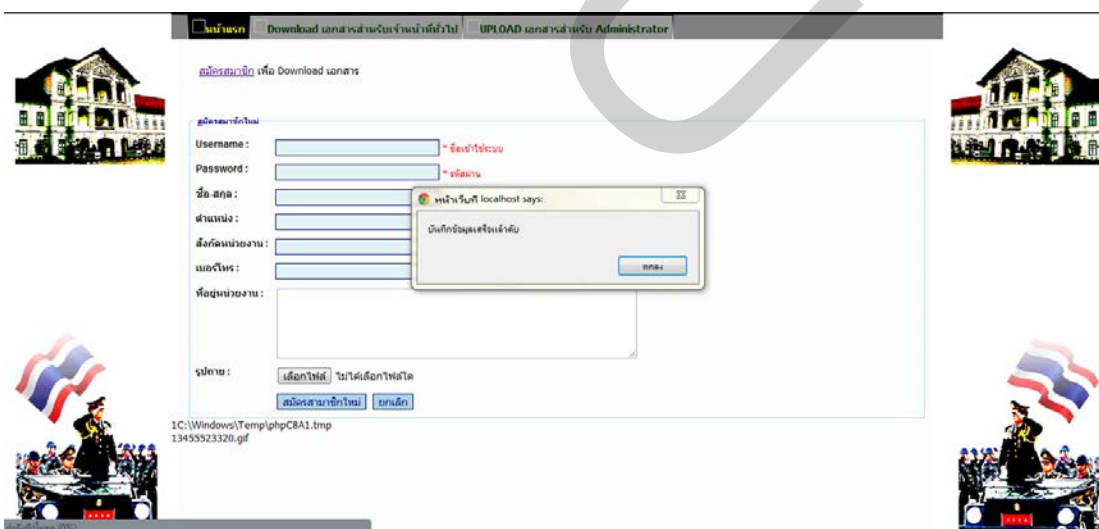 หน้าแรก Download เอกสารสำหรับเจ้าหน้าที่ทั่วไป UPLOAD เอกสารสำหรับ Administrator
สมัครสมาชิก เพื่อ Download เอกสาร
สมัครสมาชิกใหม่
Username :
* ชื่อเข้าใช้ระบบ
Password :
* รหัสผ่าน
ชื่อ-สกุล :
ตำแหน่ง :
สังกัดหน่วยงาน :
เบอร์โทร :
หน้าเว็บที่ localhost says:
บันทึกข้อมูลเสร็จแล้วคับ
ตกลง
ที่อยู่หน่วยงาน :
รูปถ่าย :
เลือกไฟล์ ไม่ได้เลือกไฟล์ใด
สมัครสามาชิกใหม่ ยกเลิก
1C:\Windows\Temp\phpC8A1.tmp
13455523320.gif